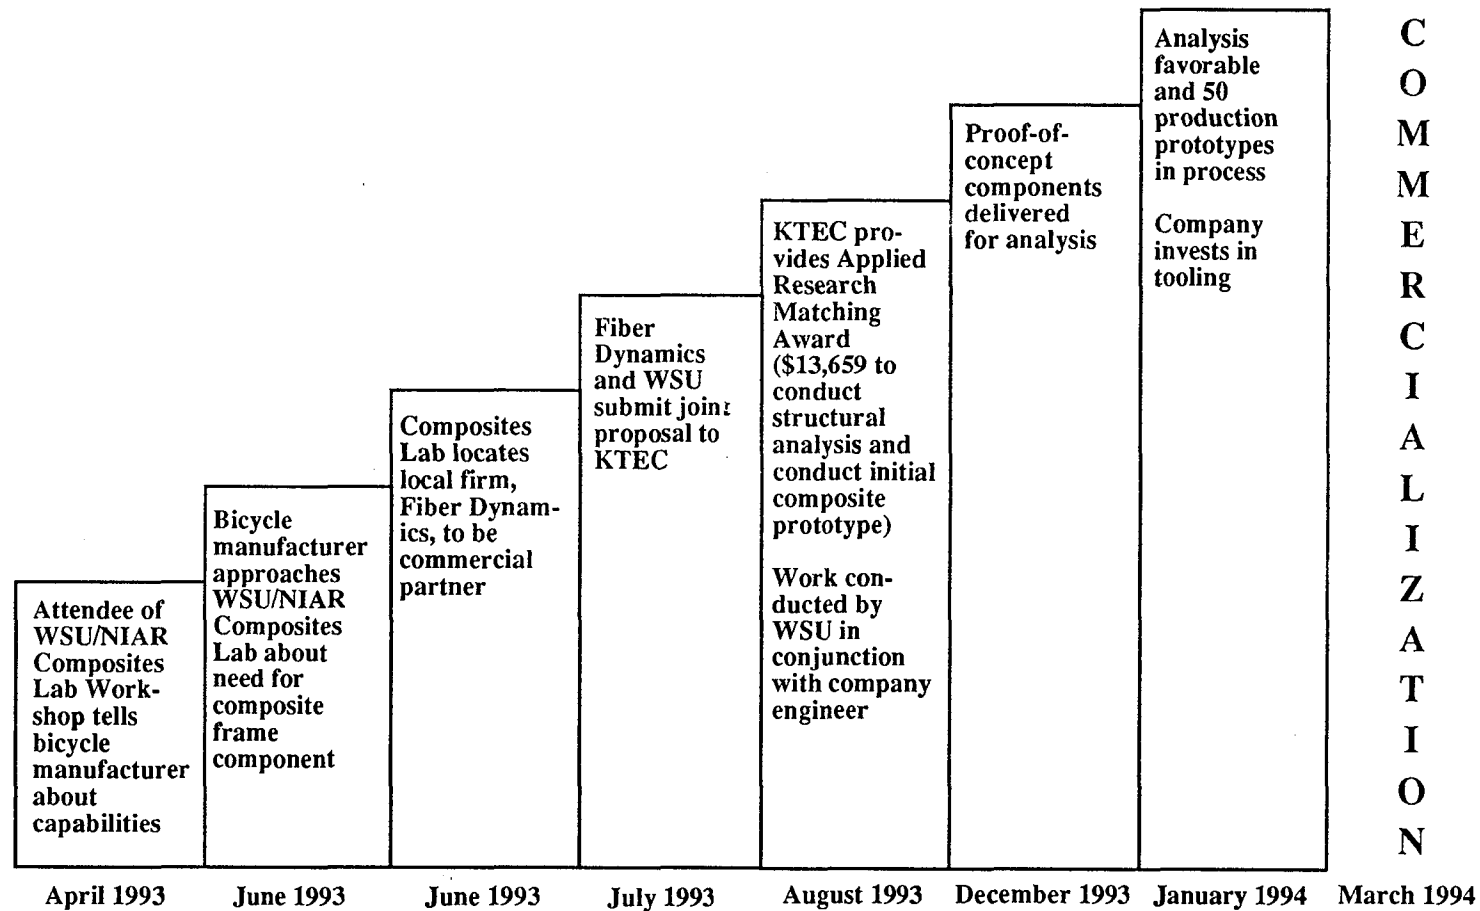 Attendee of
WSU/NIAR
Composites
Lab Work-
shop tells
bicycle
manufacturer
about
capabilities
April 1993
Bicycle
manufacturer
approaches
WSU/NIAR
Composites
Lab about
need for
composite
frame
component
June 1993
Composites
Lab locates
local firm,
Fiber Dynam-
ics, to be
commercial
partner
June 1993
Fiber
Dynamics
and WSU
submit joint
proposal to
KTEC
July 1993
KTEC pro-
vides Applied
Research
Matching
Award
($13,659 to
conduct
structural
analysis and
conduct initial
composite
prototype)
Work con-
ducted by
WSU in
conjunction
with company
engineer
August 1993
Proof-of-
concept
components
delivered
for analysis
December 1993
Analysis
favorable
and 50
production
prototypes
in process
Company
invests in
tooling
January 1994
COMMERCIALIZATION
March 1994